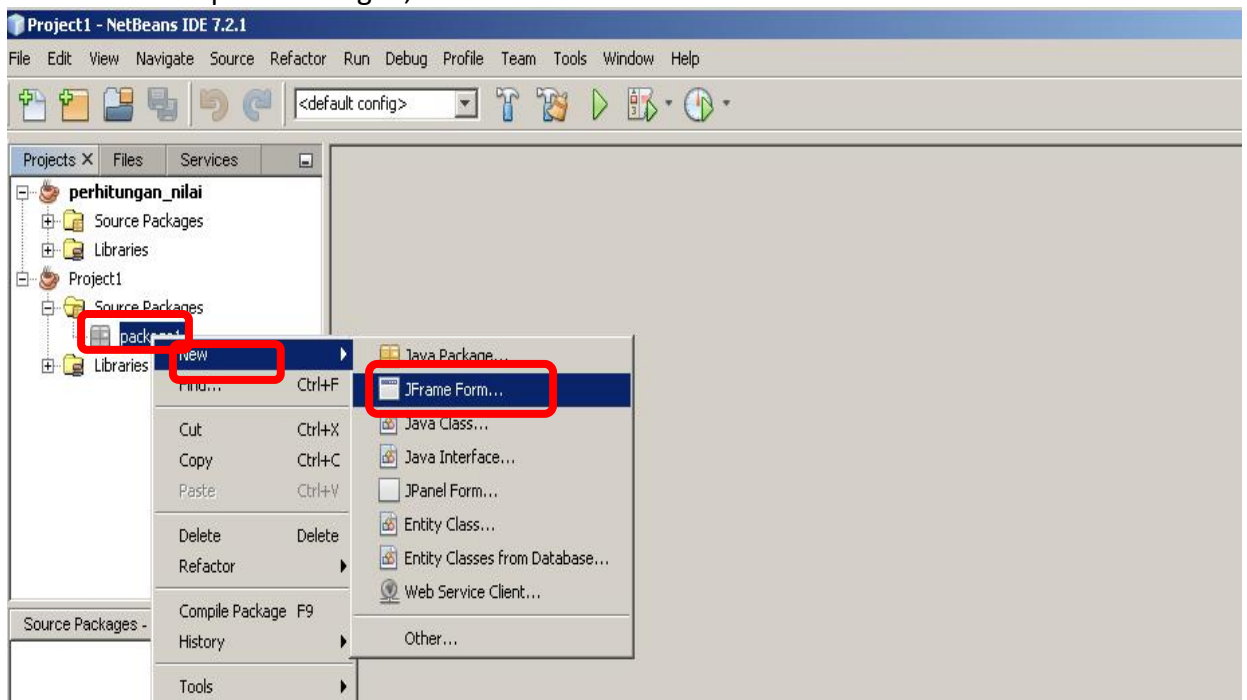 Project1 - NetBeans IDE 7.2.1
File Edit View Navigate Source Refactor Run Debug Profile Team Tools Window Help
<default config>
Projects X Files Services
perhitungan_nilai
Source Packages
Libraries
Project1
Source Packages
Libraries
New
Ctrl+F
Cut Ctrl+X
Copy Ctrl+C
Paste Ctrl+V
Delete Delete
Refactor
Compile Package F9
History
Tools
Java Package...
JFrame Form...
Java Class...
Java Interface...
JPanel Form...
Entity Class...
Entity Classes from Database...
Web Service Client...
Other...
Source Packages -